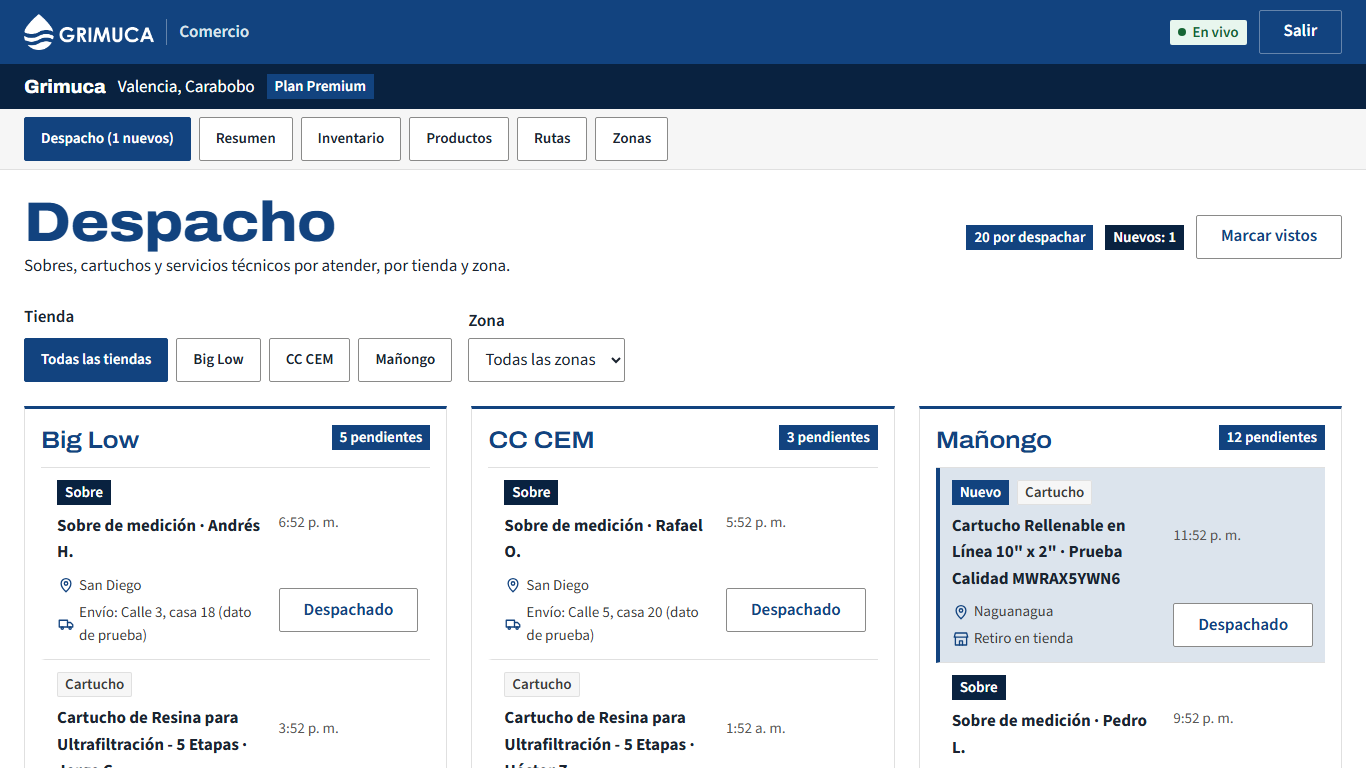 GRIMUCA Comercio En vivo Salir
Grimuca Valencia, Carabobo Plan Premium
Despacho (1 nuevos) Resumen Inventario Productos Rutas Zonas
Despacho
20 por despachar Nuevos: 1 Marcar vistos
Sobres, cartuchos y servicios técnicos por atender, por tienda y zona.
Tienda
Todas las tiendas Big Low CC CEM Mañongo
Zona
Todas las zonas
Big Low 5 pendientes
Sobre
Sobre de medición · Andrés
H.
6:52 p. m.
San Diego
Envío: Calle 3, casa 18 (dato
de prueba)
Despachado
Cartucho
Cartucho de Resina para
Ultrafiltración - 5 Etapas ·
3:52 p. m.
CC CEM 3 pendientes
Sobre
Sobre de medición · Rafael
O.
5:52 p. m.
San Diego
Envío: Calle 5, casa 20 (dato
de prueba)
Despachado
Cartucho
Cartucho de Resina para
Ultrafiltración - 5 Etapas ·
1:52 a. m.
Mañongo 12 pendientes
Nuevo Cartucho
Cartucho Rellenable en
Línea 10" x 2" · Prueba
Calidad MWRAX5YWN6
11:52 p. m.
Naguanagua
Retiro en tienda
Despachado
Sobre
Sobre de medición · Pedro
L.
9:52 p. m.